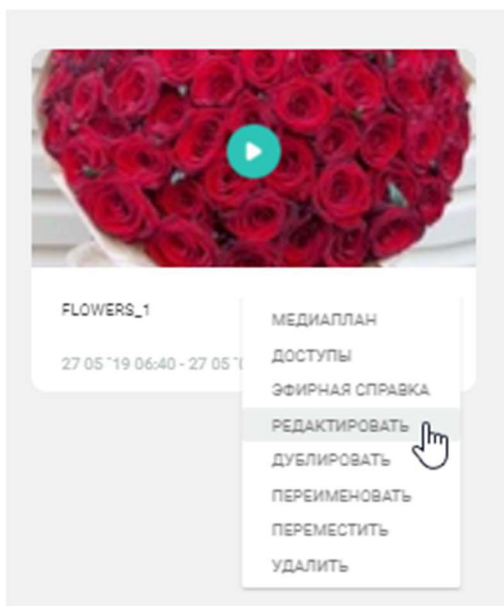 FLOWERS_1
27 05 `19 06:40 - 27 05
МЕДИАПЛАН
ДОСТУПЫ
ЭФИРНАЯ СПРАВКА
РЕДАКТИРОВАТЬ
ДУБЛИРОВАТЬ
ПЕРЕИМЕНОВАТЬ
ПЕРЕМЕСТИТЬ
УДАЛИТЬ